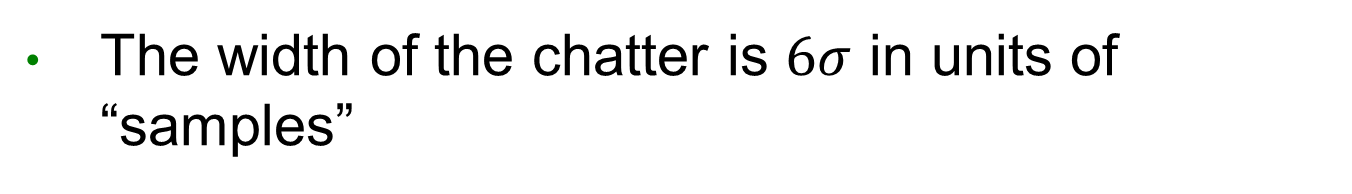 • The width of the chatter is 6σ in units of
“samples”